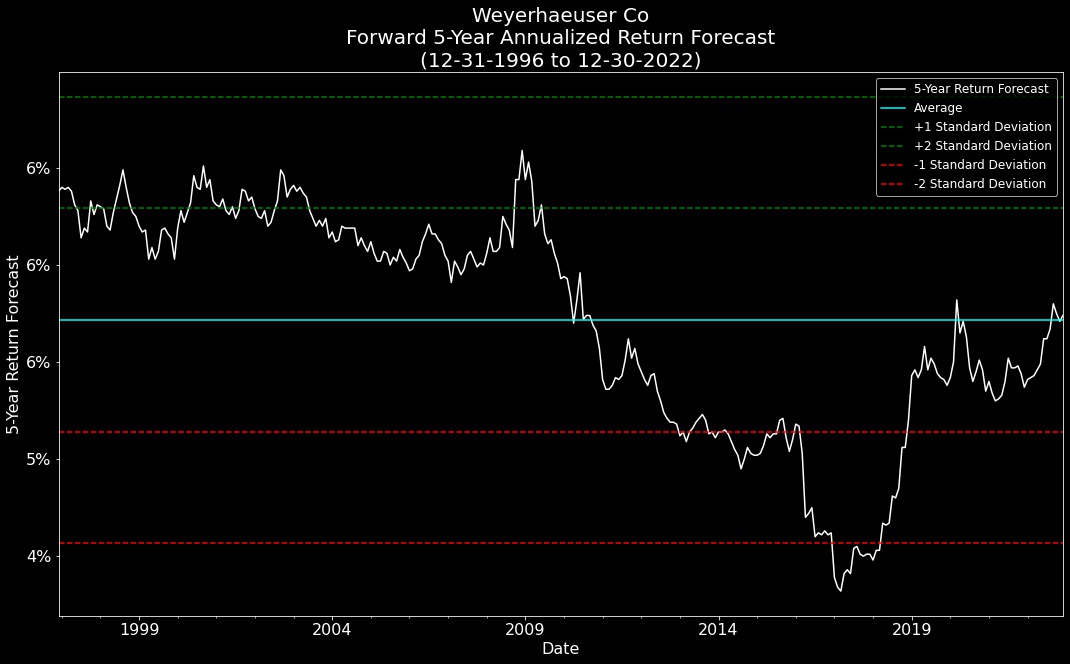 Weyerhaeuser Co
Forward 5-Year Annualized Return Forecast
(12-31-1996 to 12-30-2022)
5-Year Return Forecast
Average
+1 Standard Deviation
+2 Standard Deviation
-1 Standard Deviation
-2 Standard Deviation
6%
6%
6%
5%
4%
5-Year Return Forecast
1999
2004
2009
2014
2019
Date